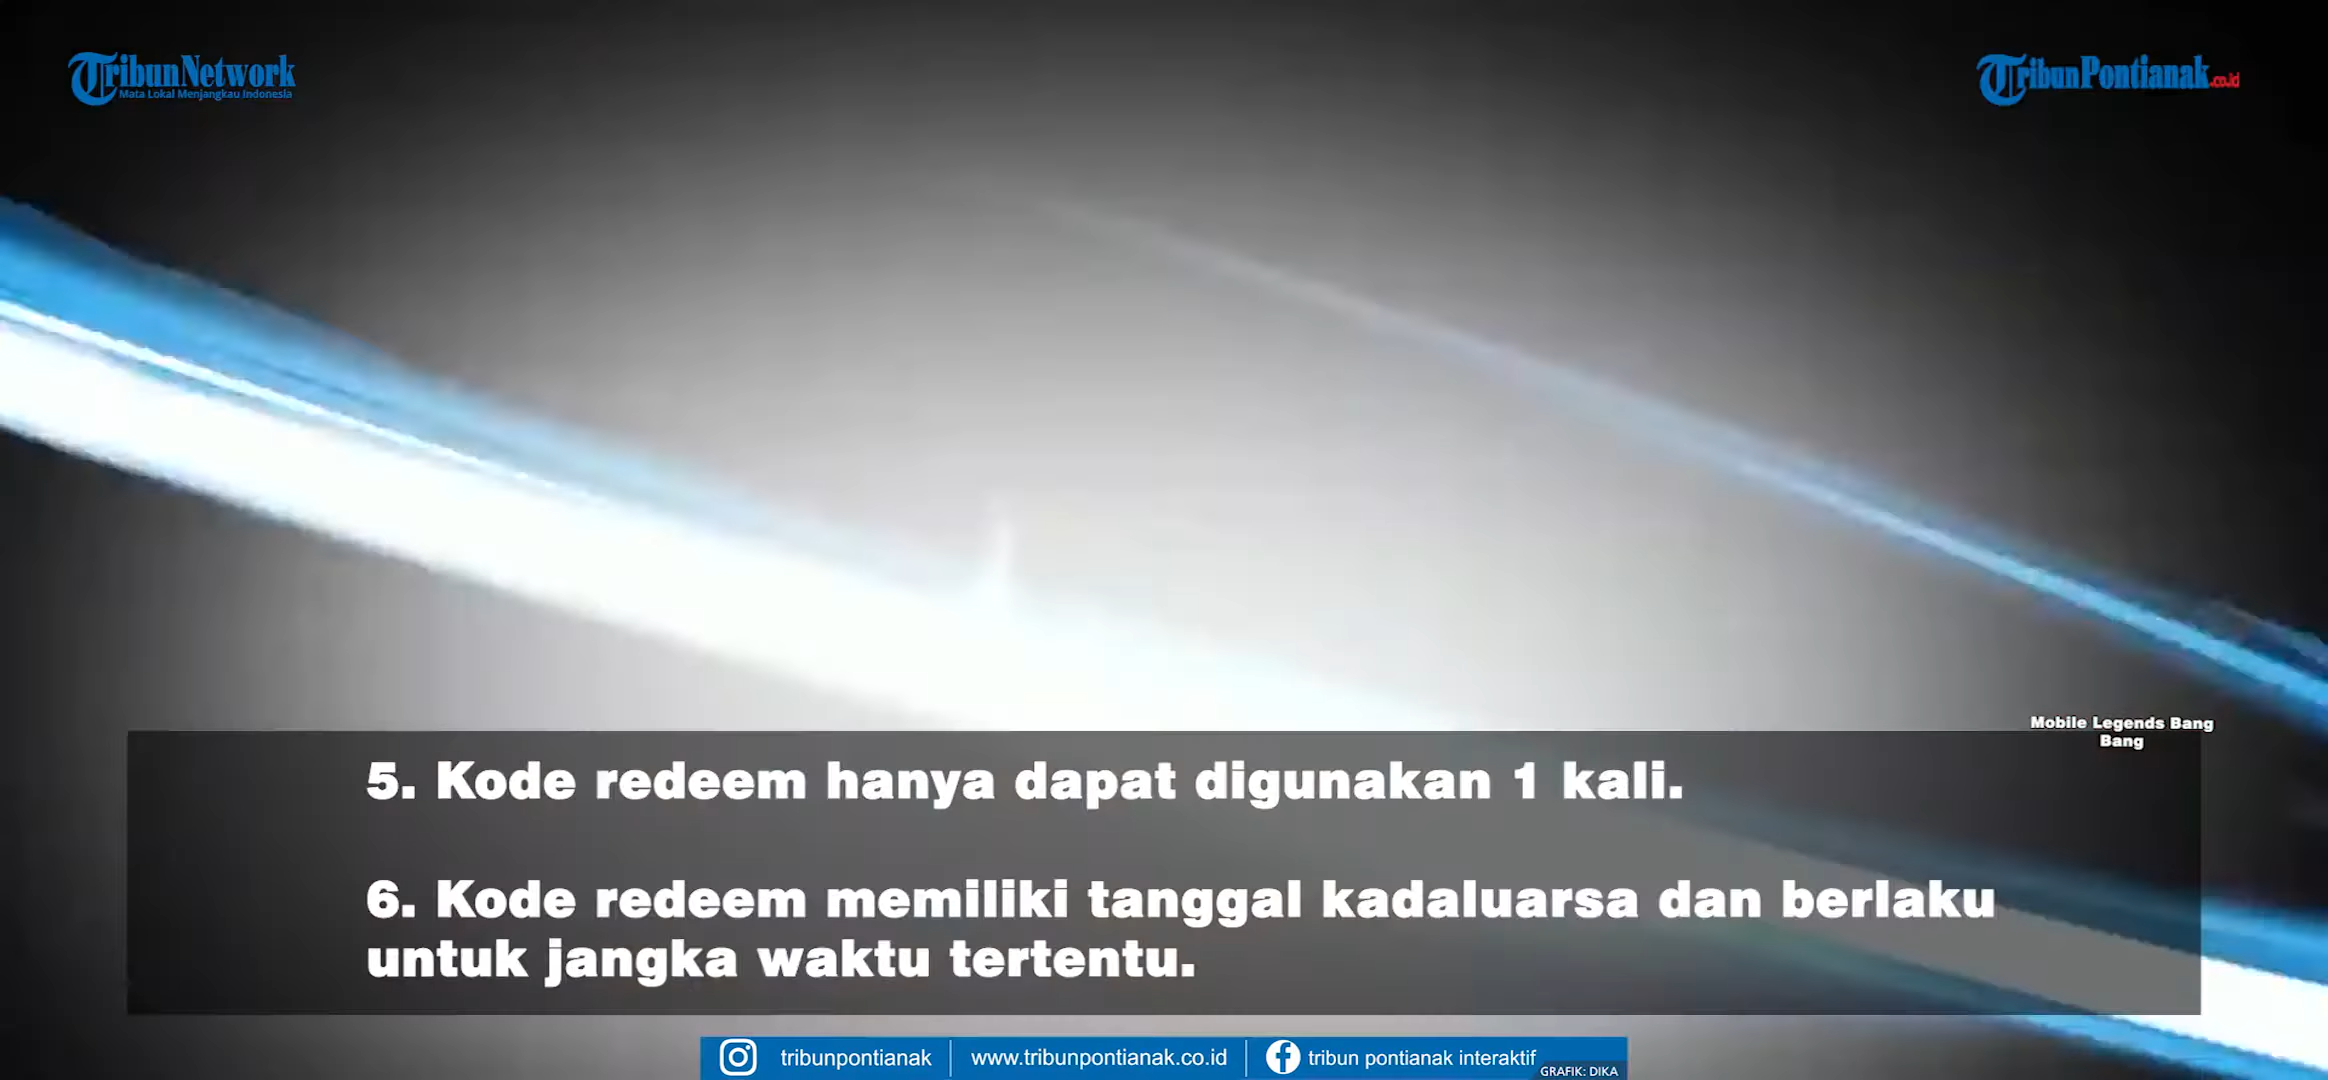 TribunNetwork
Mata Lokal Menjangkau Indonesia
TribunPontianak.co.id
Mobile Legends Bang
Bang
5. Kode redeem hanya dapat digunakan 1 kali.
6. Kode redeem memiliki tanggal kadaluarsa dan berlaku
untuk jangka waktu tertentu.
tribunpontianak
www.tribunpontianak.co.id
tribun pontianak interaktif
GRAFIK: DIKA